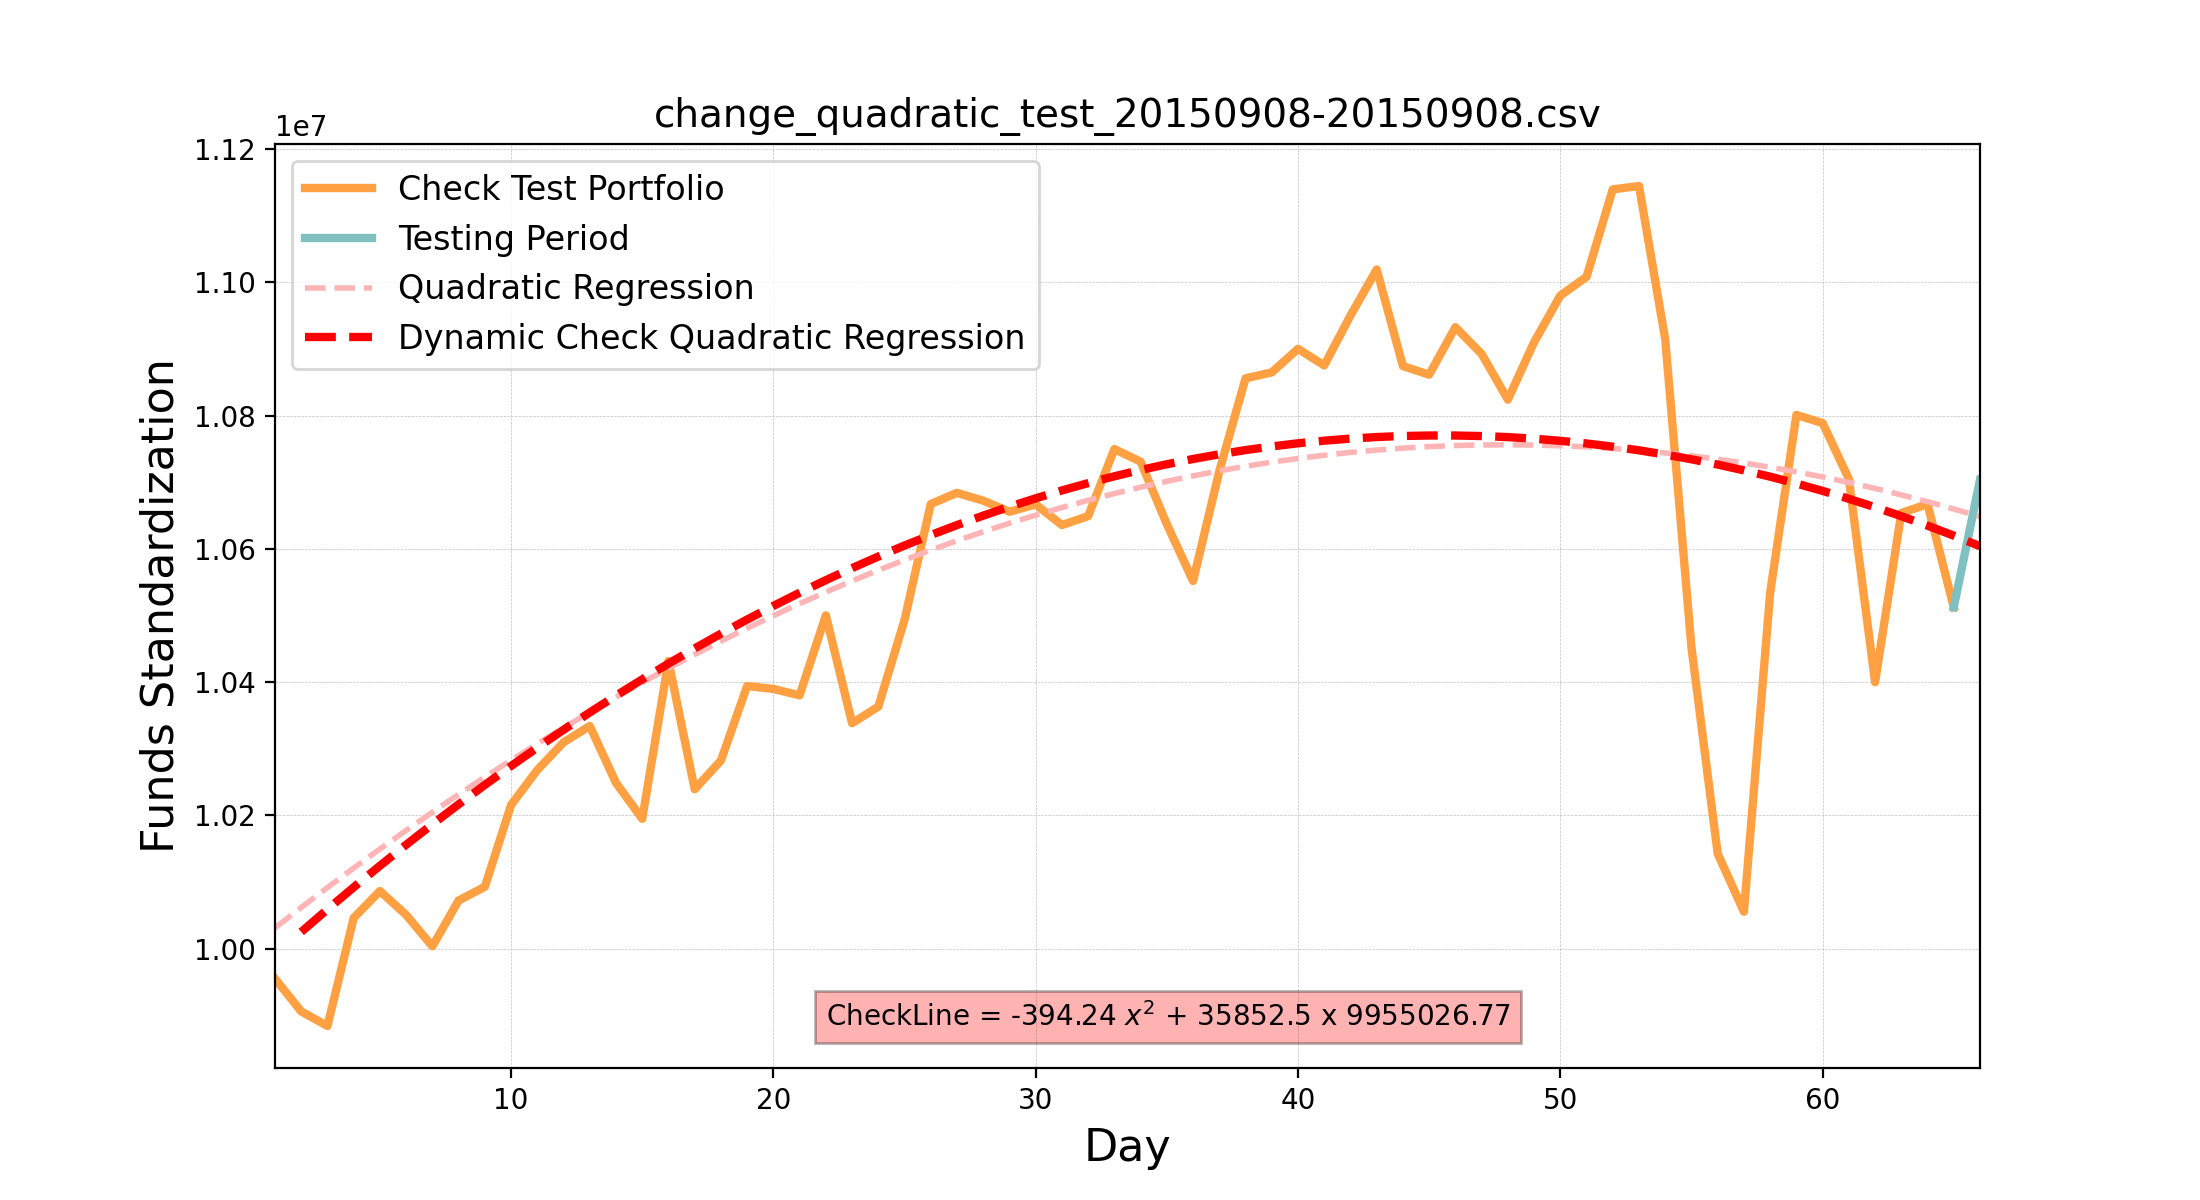 change_quadratic_test_20150908-20150908.csv
1e7
1.12
1.10
1.08
1.06
1.04
1.02
1.00
Funds Standardization
Check Test Portfolio
Testing Period
Quadratic Regression
Dynamic Check Quadratic Regression
CheckLine = -394.24 x² + 35852.5 x 9955026.77
10 20 30 40 50 60
Day